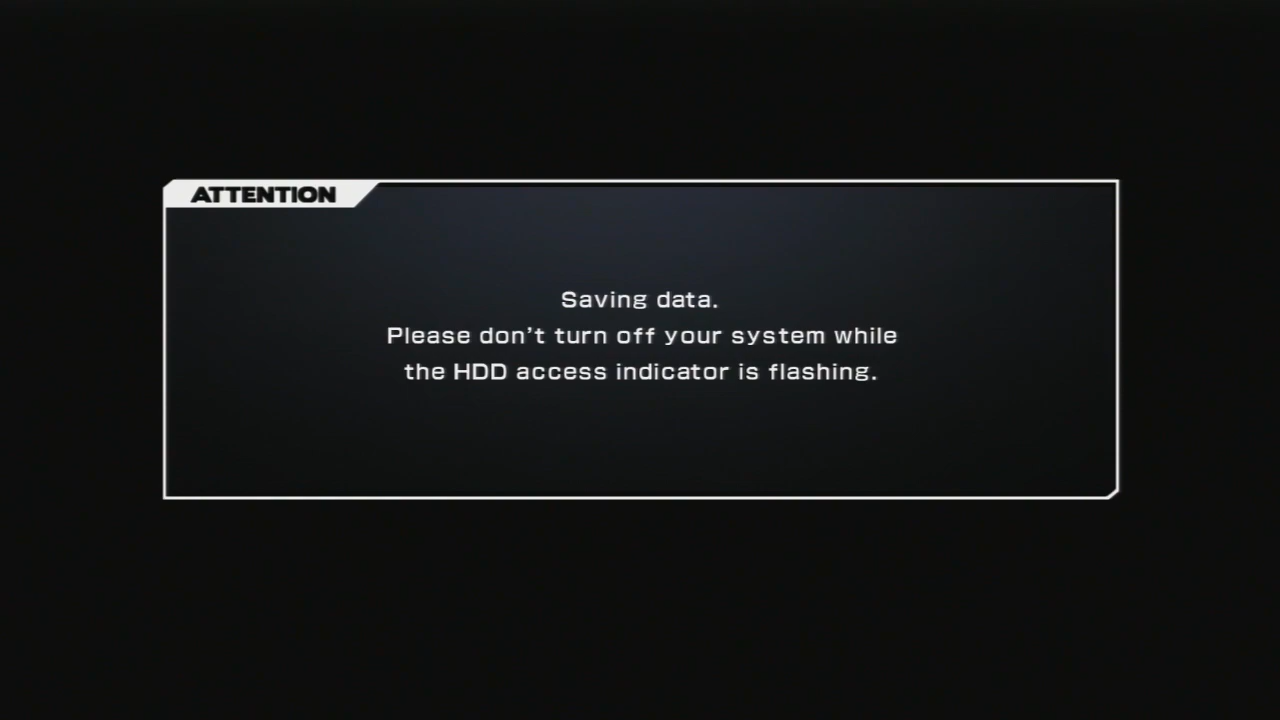 ATTENTION
Saving data.
Please don't turn off your system while
the HDD access indicator is flashing.